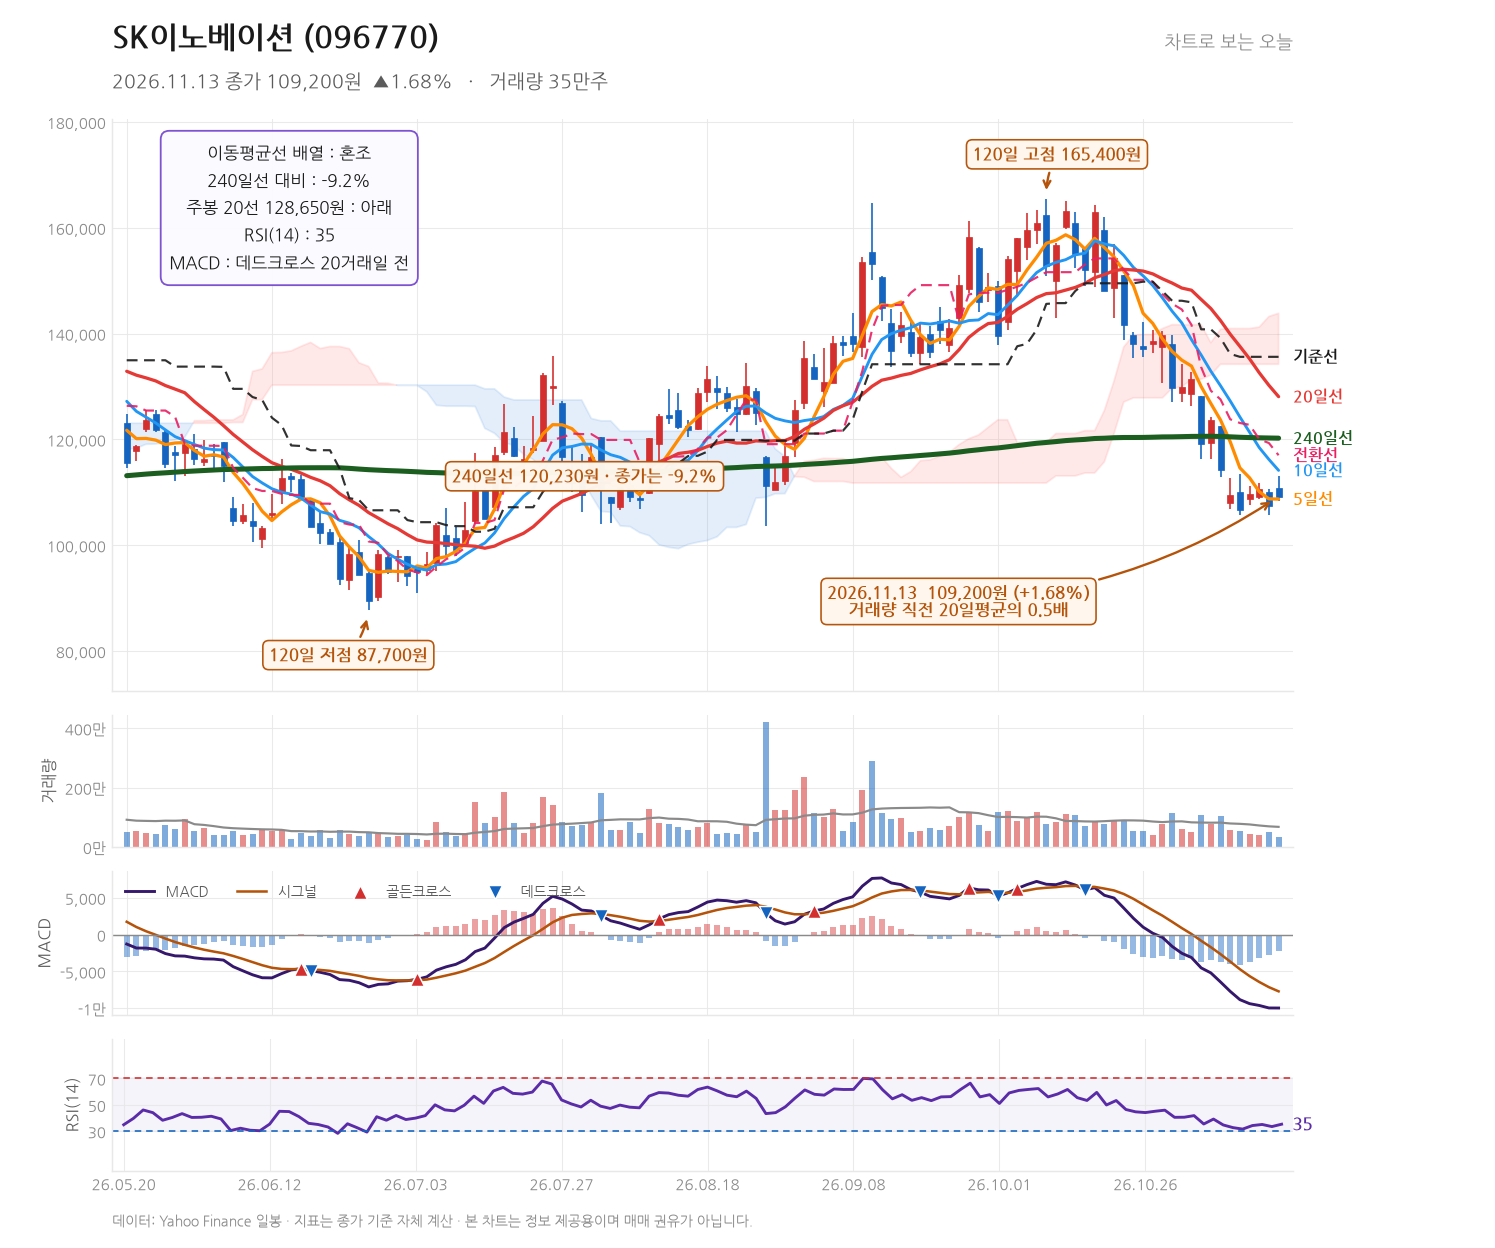 SK이노베이션 (096770)
차트로 보는 오늘
2026.11.13 종가 109,200원 ▲1.68% · 거래량 35만주
180,000
160,000
140,000
120,000
100,000
80,000
이동평균선 배열 : 혼조
240일선 대비 : -9.2%
주봉 20선 128,650원 : 아래
RSI(14) : 35
MACD : 데드크로스 20거래일 전
120일 고점 165,400원
240일선 120,230원 · 종가는 -9.2%
2026.11.13 109,200원 (+1.68%)
거래량 직전 20일평균의 0.5배
120일 저점 87,700원
기준선
20일선
240일선
전환선
10일선
5일선
거래량
400만
200만
0만
MACD
MACD
시그널
골든크로스
데드크로스
5,000
0
-5,000
-1만
RSI(14)
70
50
30
35
26.05.20
26.06.12
26.07.03
26.07.27
26.08.18
26.09.08
26.10.01
26.10.26
데이터: Yahoo Finance 일봉 · 지표는 종가 기준 자체 계산 · 본 차트는 정보 제공용이며 매매 권유가 아닙니다.